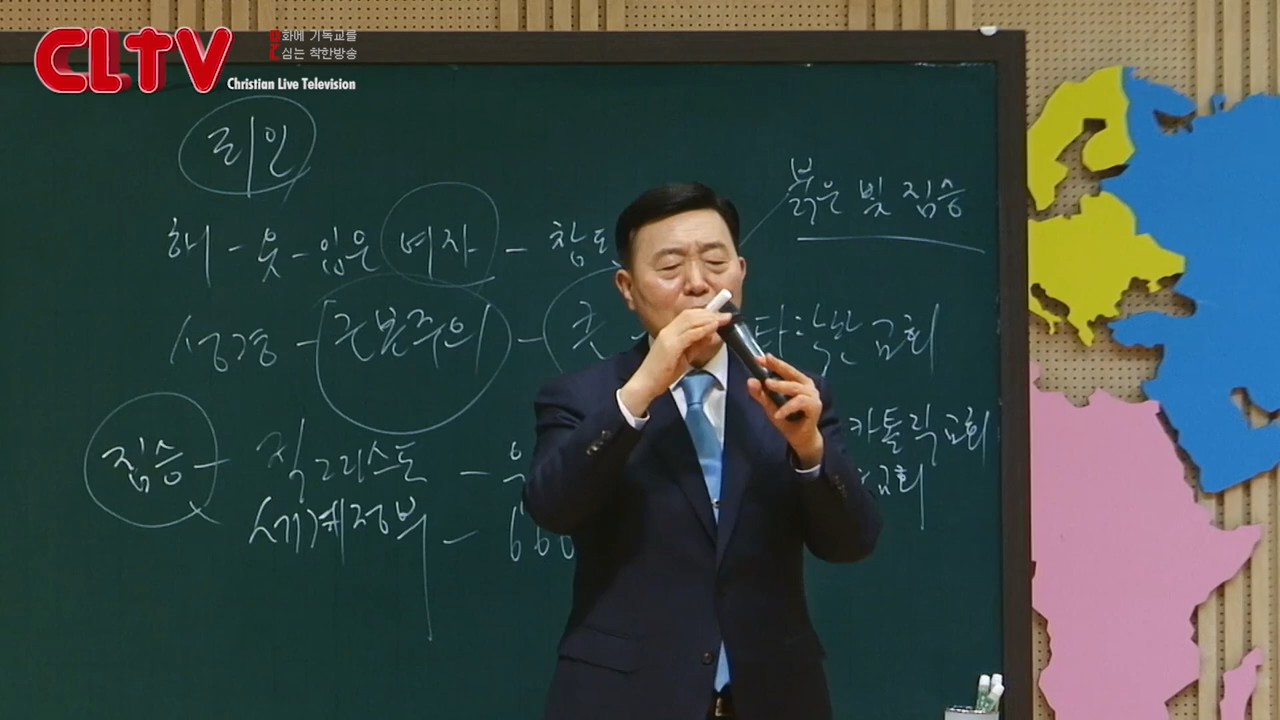 CLTV
문화에 기독교를
심는 착한방송
Christian Live Television
붉은 빛 짐승
해 - 옷 - 입은 여자 - 참
성경 - 근본주의 - 타락한 교회
짐승 - 적그리스도 - 카톨릭교회
세계정부 - 666 교회